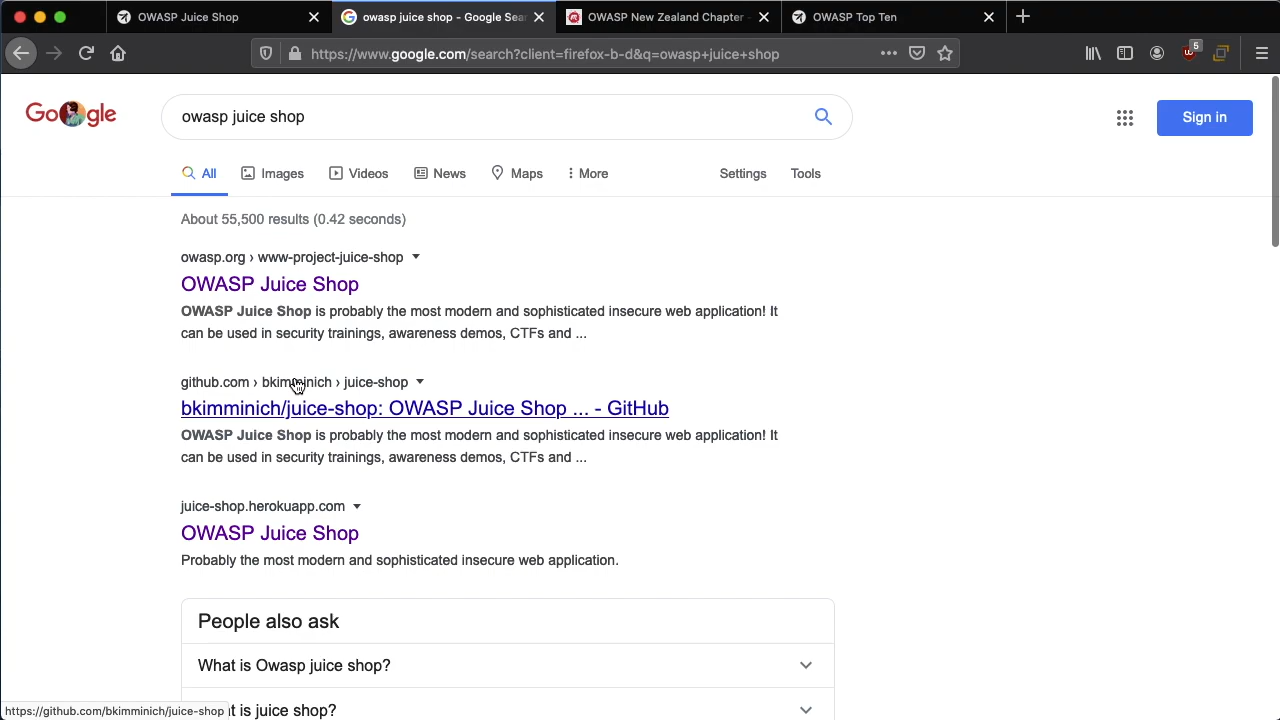 OWASP Juice Shop
owasp juice shop - Google Sear
OWASP New Zealand Chapter -
OWASP Top Ten
https://www.google.com/search?client=firefox-b-d&q=owasp+juice+shop
5
Google
owasp juice shop
Sign in
All Images Videos News Maps More Settings Tools
About 55,500 results (0.42 seconds)
owasp.org › www-project-juice-shop
OWASP Juice Shop
OWASP Juice Shop is probably the most modern and sophisticated insecure web application! It
can be used in security trainings, awareness demos, CTFs and ...
github.com › bkimminich › juice-shop
bkimminich/juice-shop: OWASP Juice Shop ... - GitHub
OWASP Juice Shop is probably the most modern and sophisticated insecure web application! It
can be used in security trainings, awareness demos, CTFs and ...
juice-shop.herokuapp.com
OWASP Juice Shop
Probably the most modern and sophisticated insecure web application.
People also ask
What is Owasp juice shop?
t is juice shop?
https://github.com/bkimminich/juice-shop